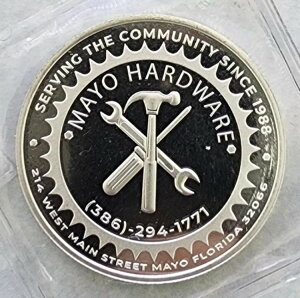 SERVING THE COMMUNITY SINCE 1988
MAYO HARDWARE
(386)-294-1771
214 WEST MAIN STREET MAYO FLORIDA 32066